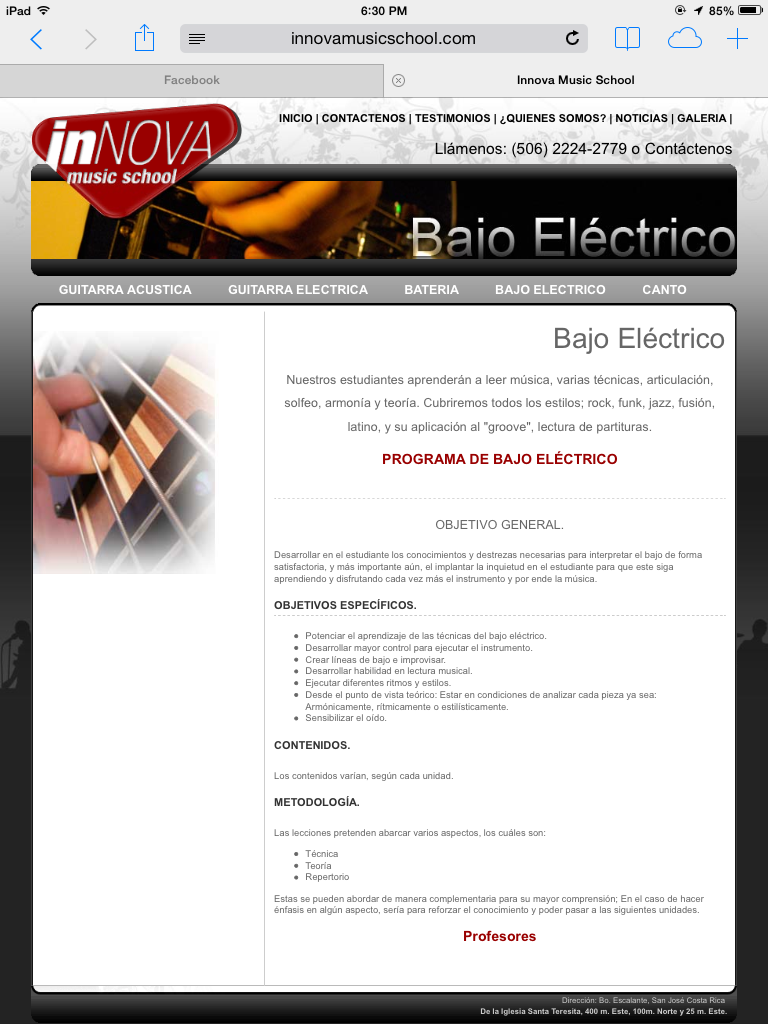 iPad 6:30 PM 85%
innovamusicschool.com
Facebook
Innova Music School
INICIO | CONTACTENOS | TESTIMONIOS | ¿QUIENES SOMOS? | NOTICIAS | GALERIA |
inNOVA
music school
Llámenos: (506) 2224-2779 o Contáctenos
Bajo Eléctrico
GUITARRA ACUSTICA GUITARRA ELECTRICA BATERIA BAJO ELECTRICO CANTO
Bajo Eléctrico
Nuestros estudiantes aprenderán a leer música, varias técnicas, articulación,
solfeo, armonía y teoría. Cubriremos todos los estilos; rock, funk, jazz, fusión,
latino, y su aplicación al "groove", lectura de partituras.
PROGRAMA DE BAJO ELÉCTRICO
OBJETIVO GENERAL.
Desarrollar en el estudiante los conocimientos y destrezas necesarias para interpretar el bajo de forma
satisfactoria, y más importante aún, el implantar la inquietud en el estudiante para que este siga
aprendiendo y disfrutando cada vez más el instrumento y por ende la música.
OBJETIVOS ESPECÍFICOS.
• Potenciar el aprendizaje de las técnicas del bajo eléctrico.
• Desarrollar mayor control para ejecutar el instrumento.
• Crear líneas de bajo e improvisar.
• Desarrollar habilidad en lectura musical.
• Ejecutar diferentes ritmos y estilos.
• Desde el punto de vista teórico: Estar en condiciones de analizar cada pieza ya sea:
Armónicamente, rítmicamente o estilísticamente.
• Sensibilizar el oído.
CONTENIDOS.
Los contenidos varían, según cada unidad.
METODOLOGÍA.
Las lecciones pretenden abarcar varios aspectos, los cuáles son:
• Técnica
• Teoría
• Repertorio
Estas se pueden abordar de manera complementaria para su mayor comprensión; En el caso de hacer
énfasis en algún aspecto, sería para reforzar el conocimiento y poder pasar a las siguientes unidades.
Profesores
Dirección: Bo. Escalante, San José Costa Rica
De la Iglesia Santa Teresita, 400 m. Este, 100m. Norte y 25 m. Este.